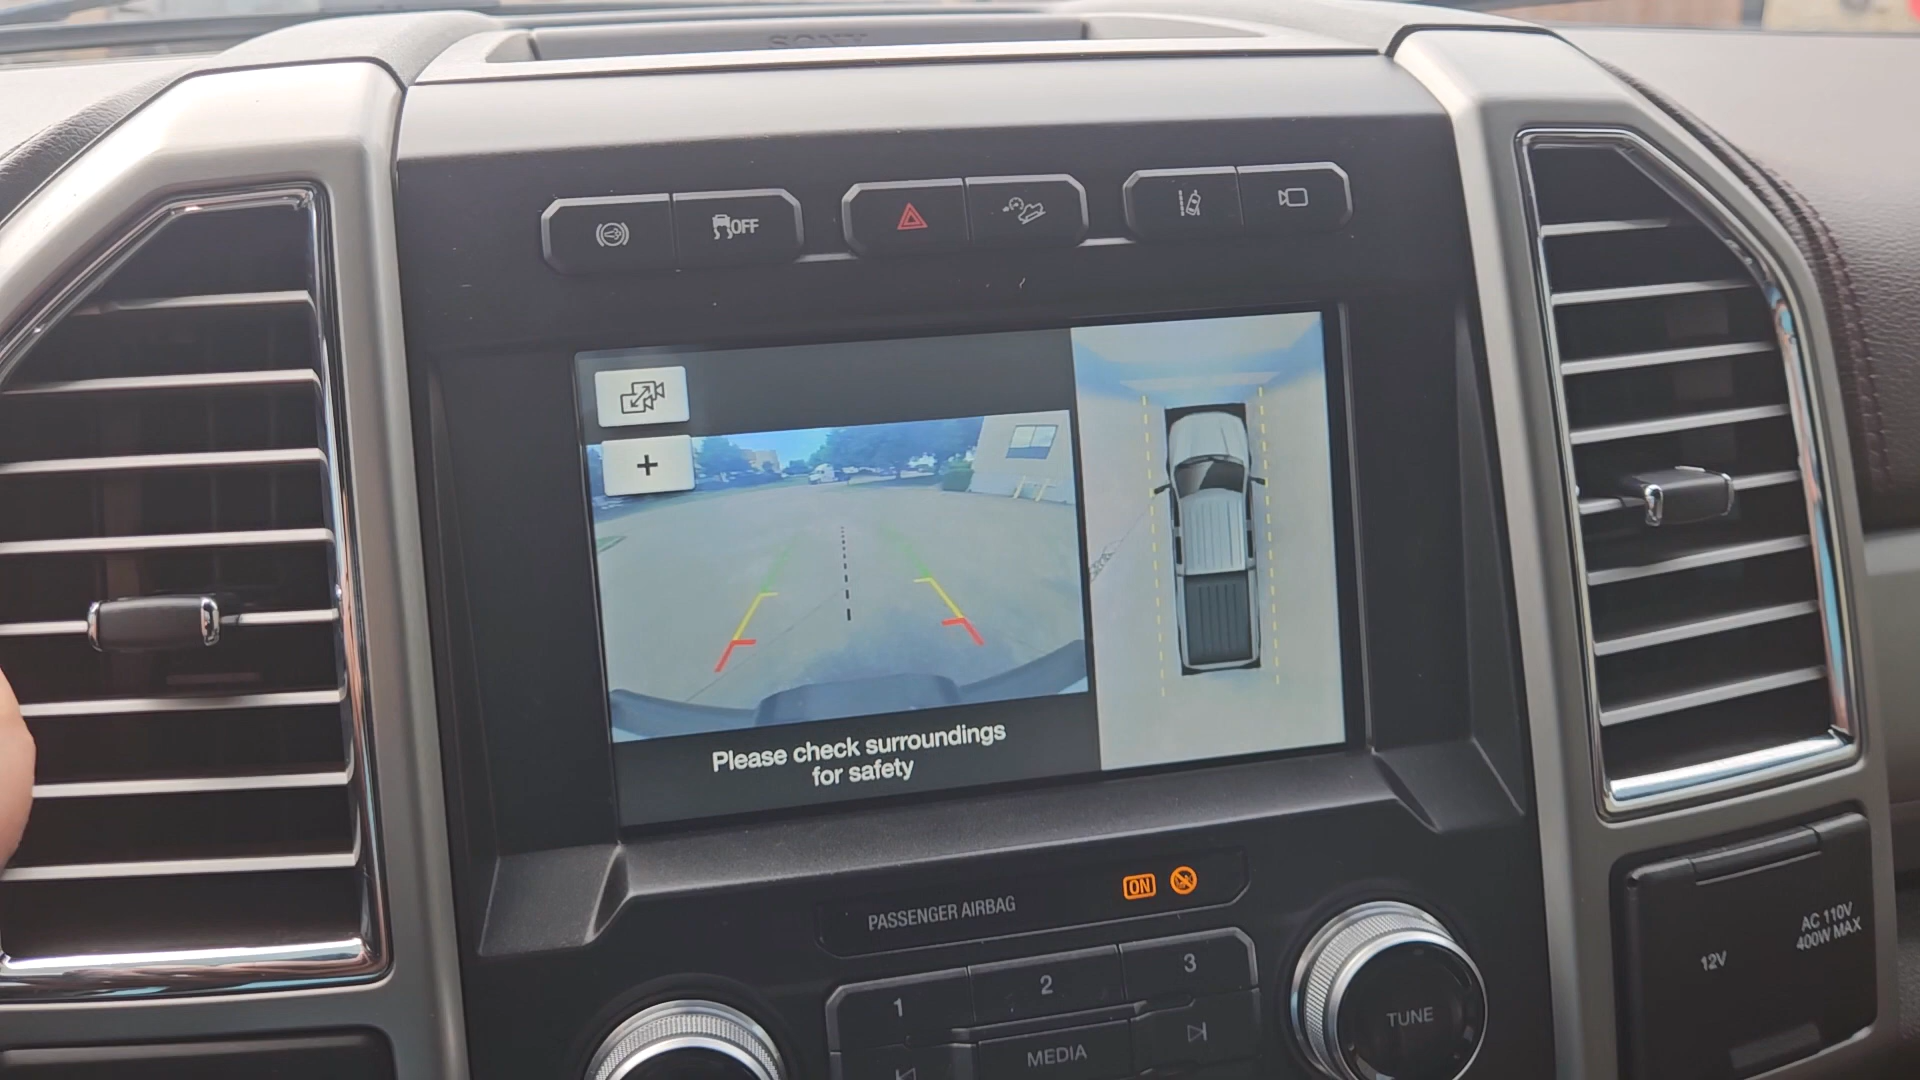 SONY
OFF
+
Please check surroundings
for safety
PASSENGER AIRBAG ON
1 2 3
MEDIA
TUNE
12V
AC 110V
400W MAX